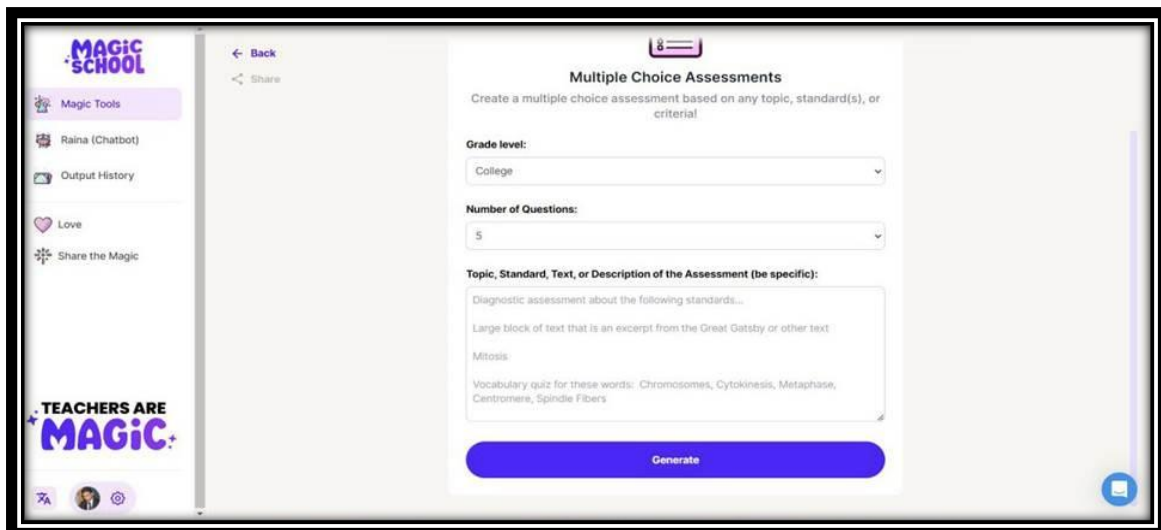 MAGiC
SCHOOL
Magic Tools
Raina (Chatbot)
Output History
Love
Share the Magic
TEACHERS ARE
MAGiC
Back
Share
Multiple Choice Assessments
Create a multiple choice assessment based on any topic, standard(s), or
criteria!
Grade level:
College
Number of Questions:
5
Topic, Standard, Text, or Description of the Assessment (be specific):
Diagnostic assessment about the following standards...
Large block of text that is an excerpt from the Great Gatsby or other text
Mitosis
Vocabulary quiz for these words: Chromosomes, Cytokinesis, Metaphase,
Centromere, Spindle Fibers
Generate